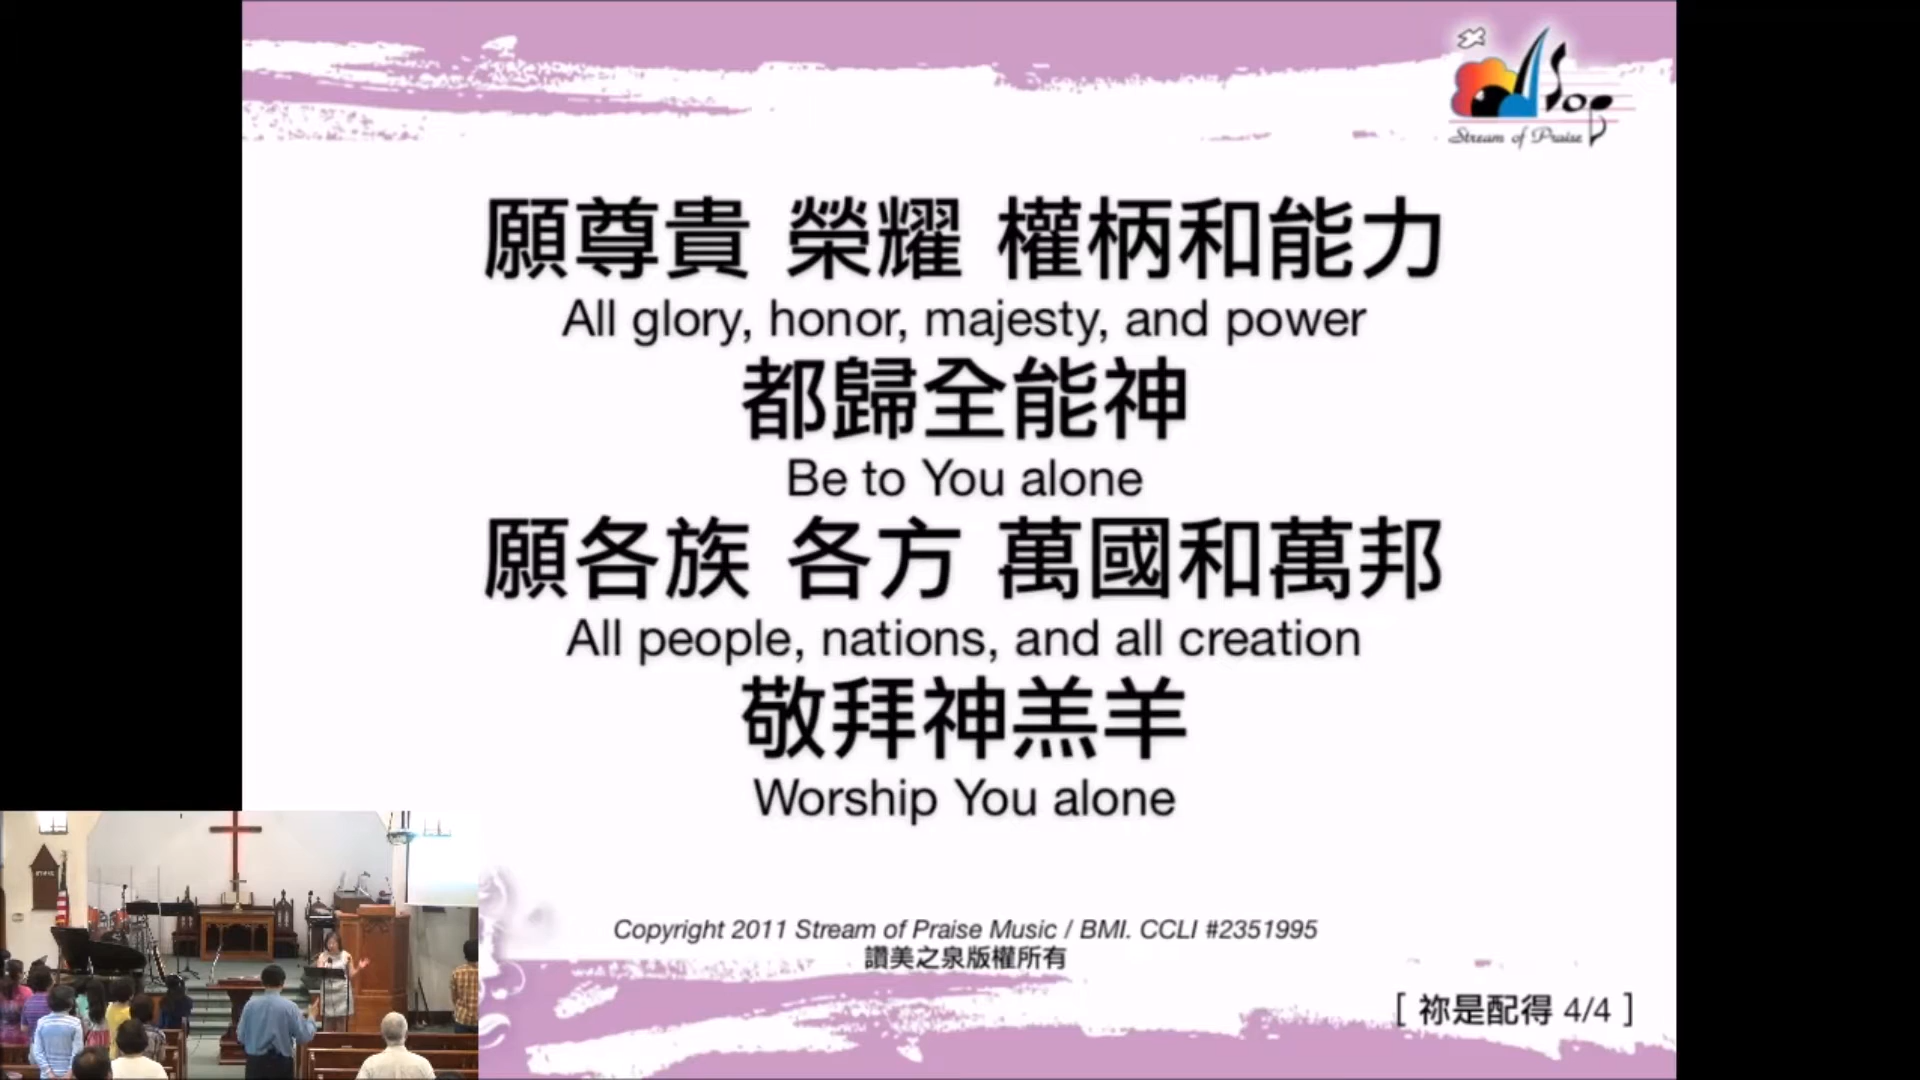 Sop
Stream of Praise
願尊貴 榮耀 權柄和能力
All glory, honor, majesty, and power
都歸全能神
Be to You alone
願各族 各方 萬國和萬邦
All people, nations, and all creation
敬拜神羔羊
Worship You alone
Copyright 2011 Stream of Praise Music / BMI. CCLI #2351995
讚美之泉版權所有
[ 祢是配得 4/4 ]